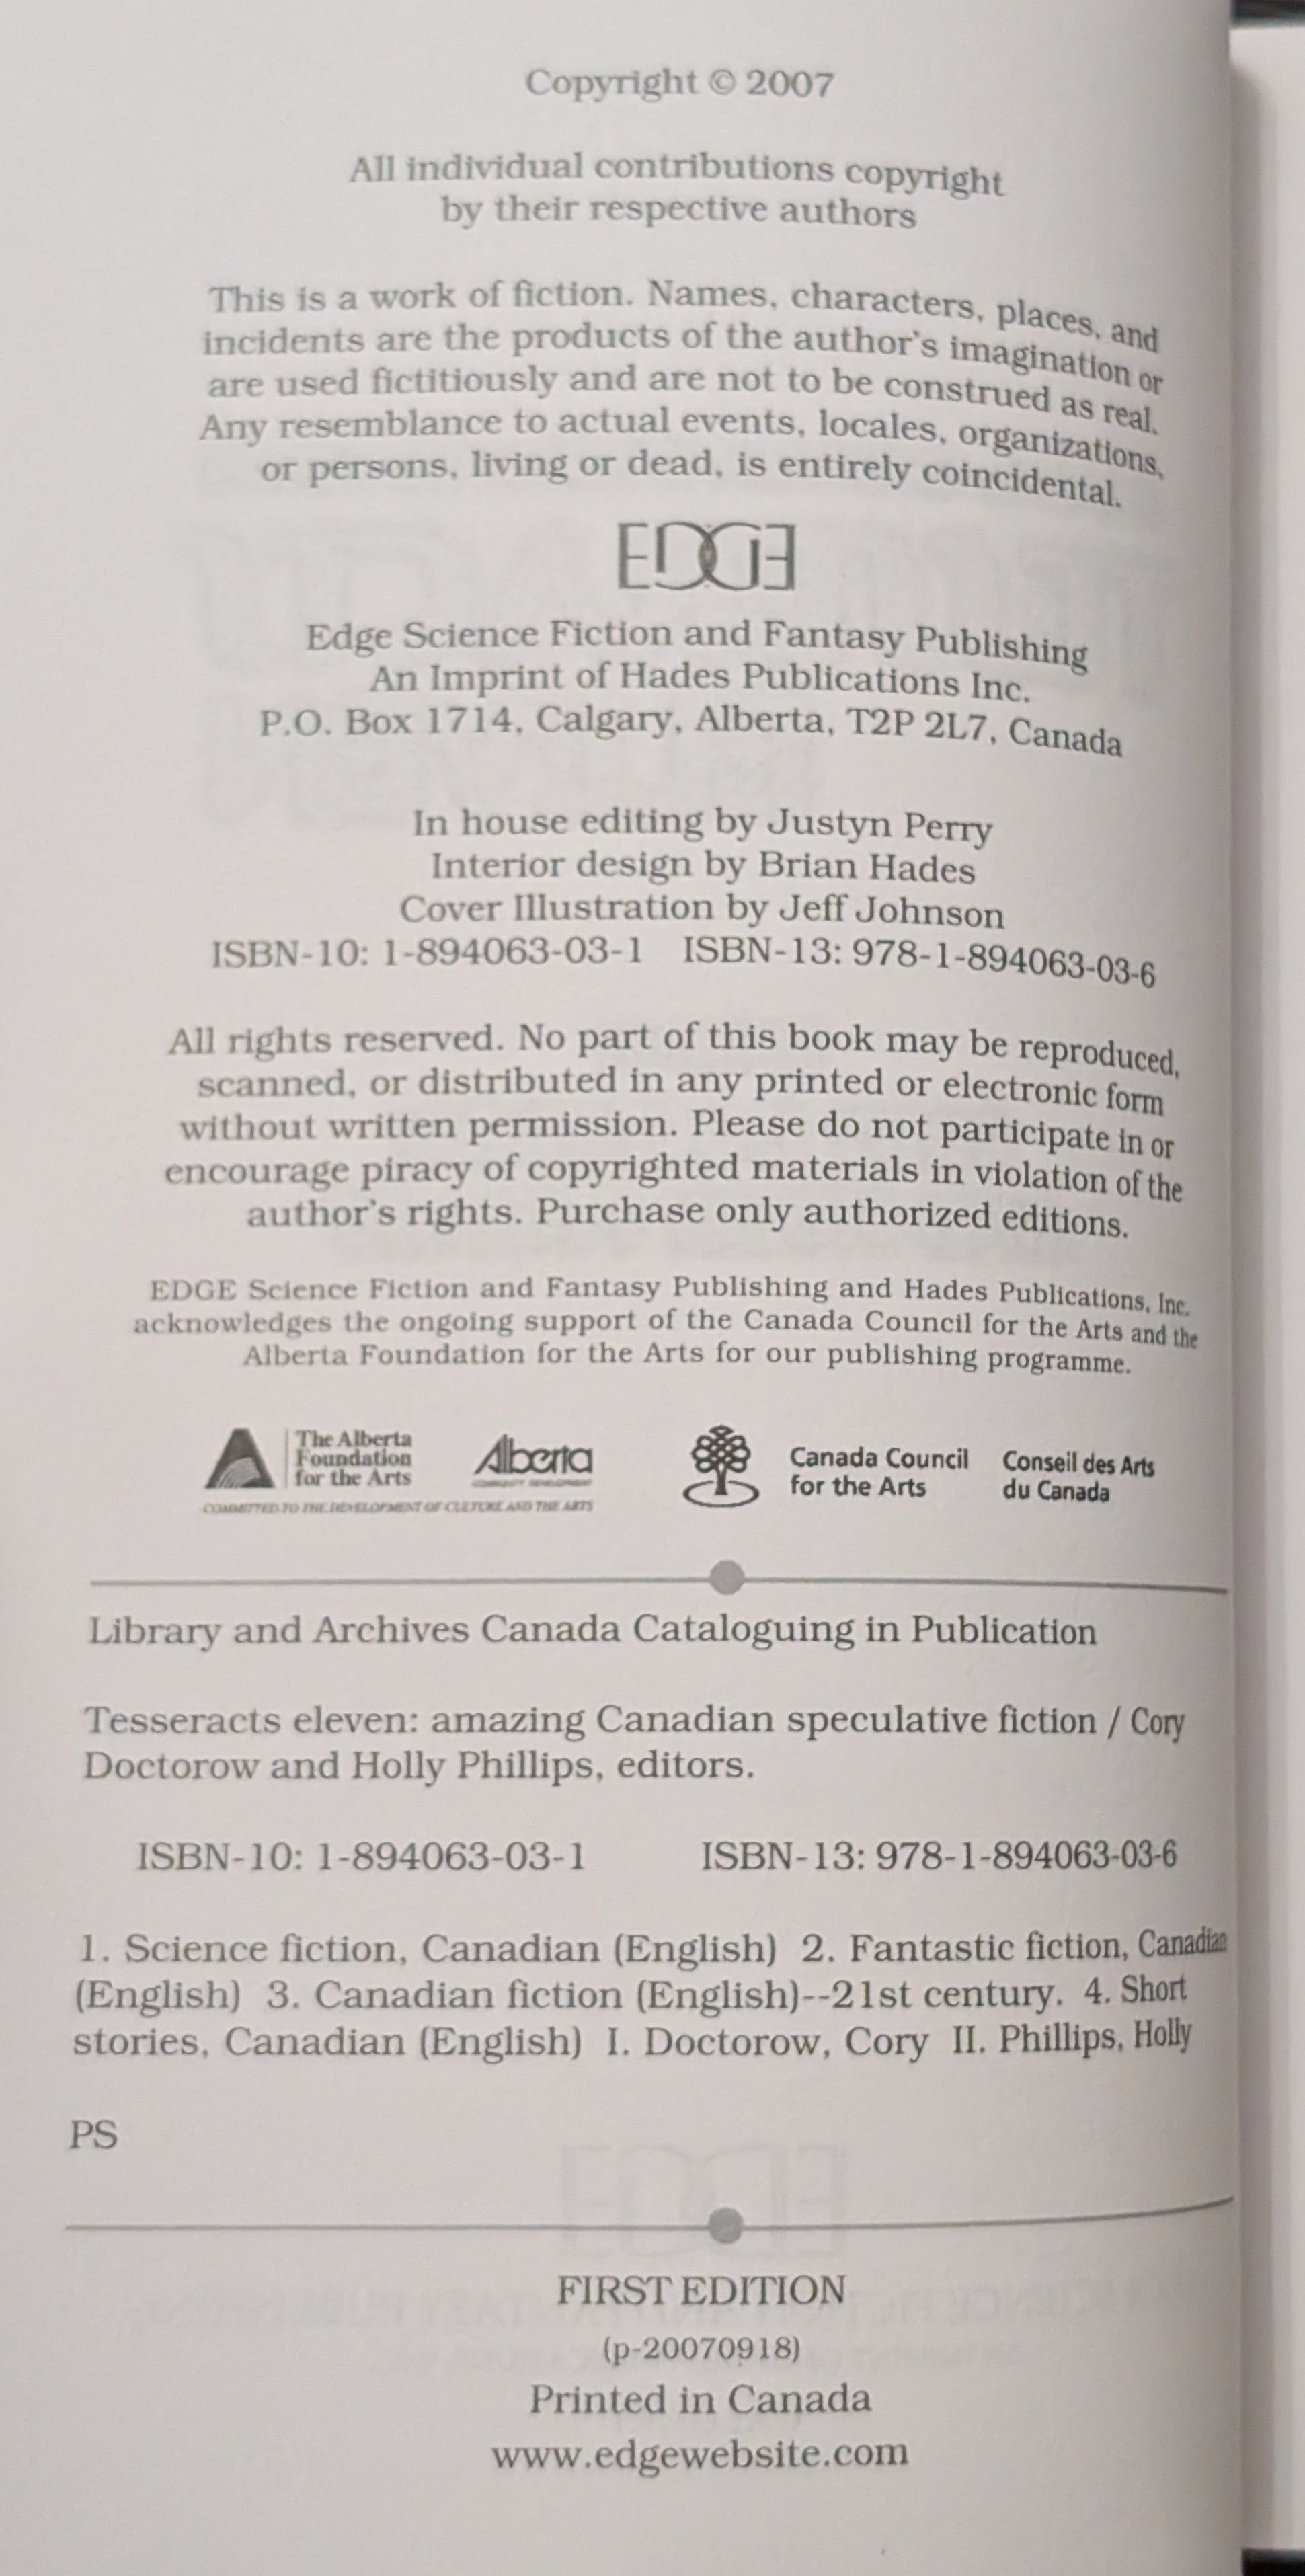 Copyright © 2007
All individual contributions copyright
by their respective authors
This is a work of fiction. Names, characters, places, and
incidents are the products of the author's imagination or
are used fictitiously and are not to be construed as real.
Any resemblance to actual events, locales, organizations,
or persons, living or dead, is entirely coincidental.
EDGE
Edge Science Fiction and Fantasy Publishing
An Imprint of Hades Publications Inc.
P.O. Box 1714, Calgary, Alberta, T2P 2L7, Canada
In house editing by Justyn Perry
Interior design by Brian Hades
Cover Illustration by Jeff Johnson
ISBN-10: 1-894063-03-1 ISBN-13: 978-1-894063-03-6
All rights reserved. No part of this book may be reproduced,
scanned, or distributed in any printed or electronic form
without written permission. Please do not participate in or
encourage piracy of copyrighted materials in violation of the
author's rights. Purchase only authorized editions.
EDGE Science Fiction and Fantasy Publishing and Hades Publications, Inc.
acknowledges the ongoing support of the Canada Council for the Arts and the
Alberta Foundation for the Arts for our publishing programme.
The Alberta
Foundation
for the Arts
COMMITTED TO THE DEVELOPMENT OF CULTURE AND THE ARTS
Alberta
COMMUNITY DEVELOPMENT
Canada Council
for the Arts
Conseil des Arts
du Canada
Library and Archives Canada Cataloguing in Publication
Tesseracts eleven: amazing Canadian speculative fiction / Cory
Doctorow and Holly Phillips, editors.
ISBN-10: 1-894063-03-1 ISBN-13: 978-1-894063-03-6
1. Science fiction, Canadian (English) 2. Fantastic fiction, Canadian
(English) 3. Canadian fiction (English)--21st century. 4. Short
stories, Canadian (English) I. Doctorow, Cory II. Phillips, Holly
PS
FIRST EDITION
(p-20070918)
Printed in Canada
www.edgewebsite.com